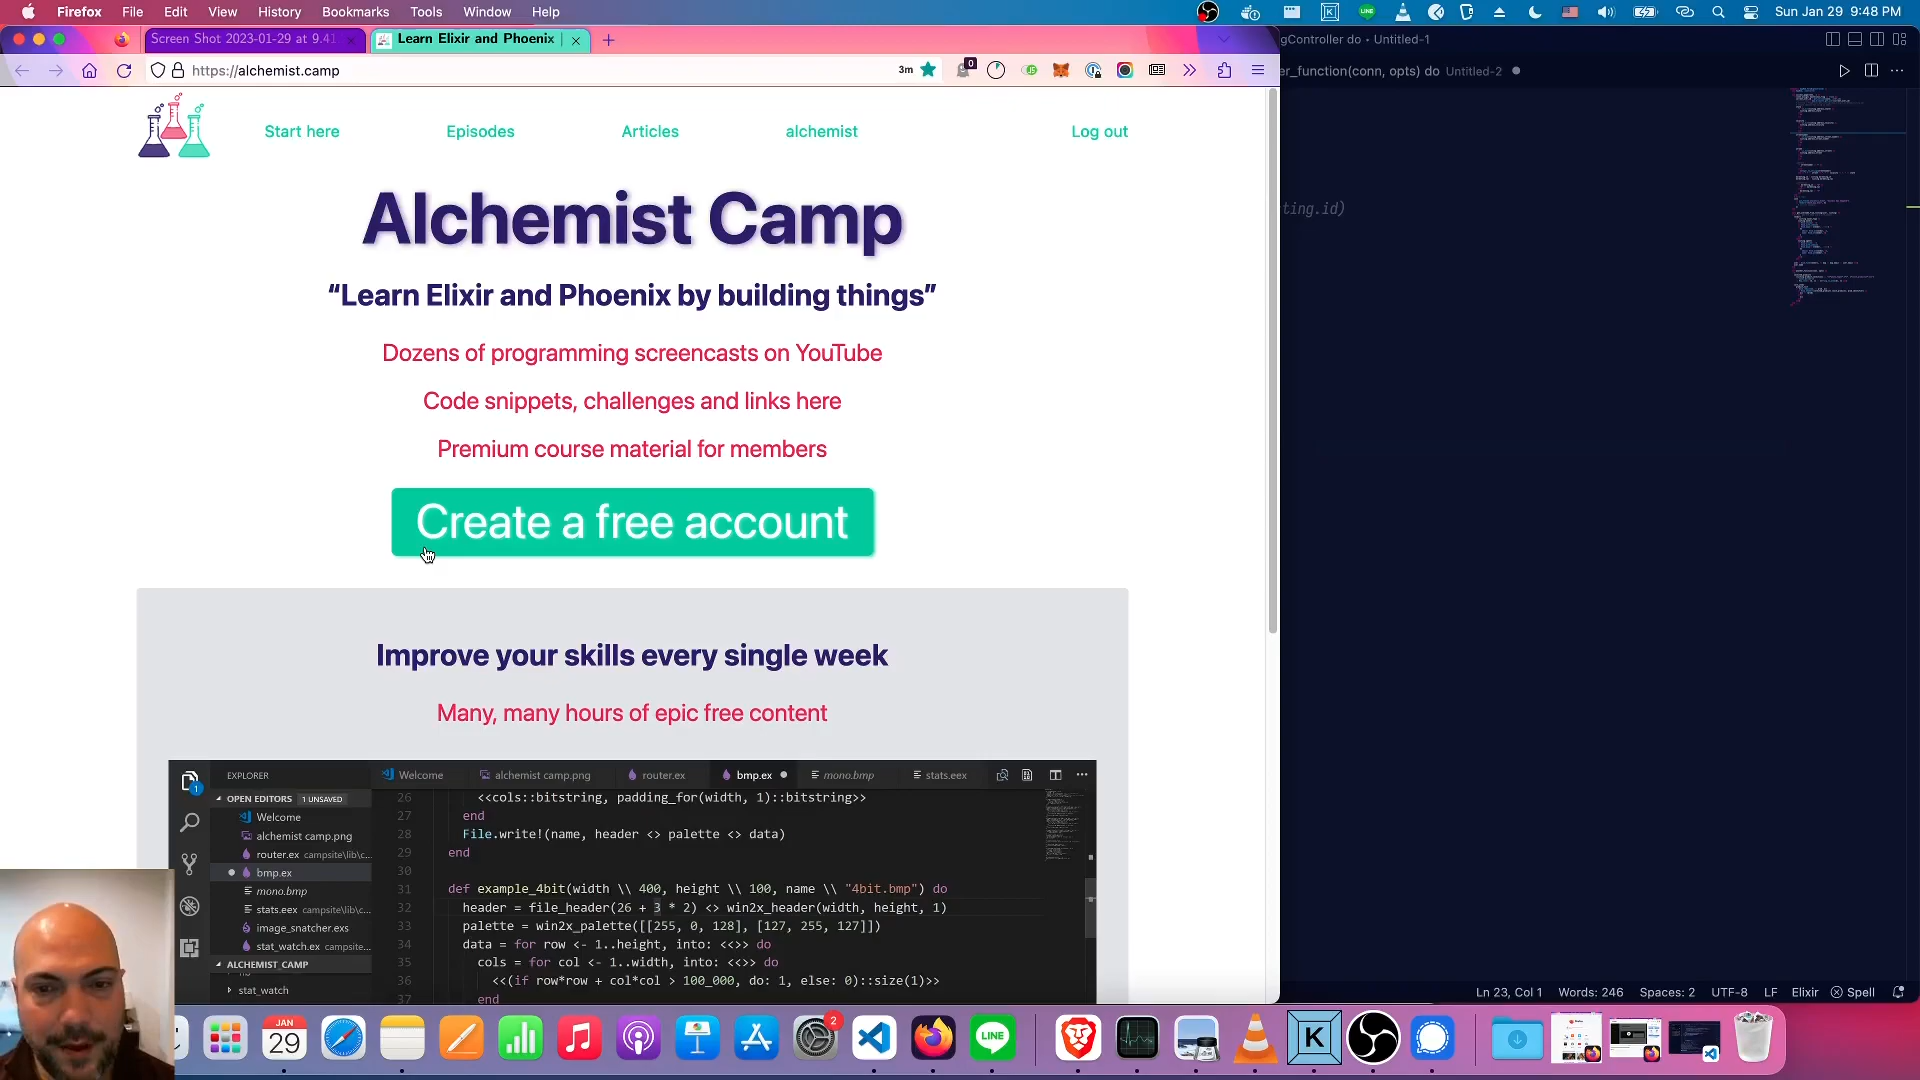 Firefox File Edit View History Bookmarks Tools Window Help
Sun Jan 29 9:48 PM
Screen Shot 2023-01-29 at 9.41
Learn Elixir and Phoenix |
gController do • Untitled-1
https://alchemist.camp
3m
0
er_function(conn, opts) do Untitled-2
Start here
Episodes
Articles
alchemist
Log out
Alchemist Camp
ting.id)
“Learn Elixir and Phoenix by building things”
Dozens of programming screencasts on YouTube
Code snippets, challenges and links here
Premium course material for members
Create a free account
Improve your skills every single week
Many, many hours of epic free content
EXPLORER
Welcome
alchemist camp.png
router.ex
bmp.ex
mono.bmp
stats.eex
OPEN EDITORS 1 UNSAVED
Welcome
alchemist camp.png
router.ex campsite\lib\c...
bmp.ex
mono.bmp
stats.eex campsite\lib\c...
image_snatcher.exs
stat_watch.ex campsite...
ALCHEMIST_CAMP
stat_watch
26 <<cols::bitstring, padding_for(width, 1)::bitstring>>
27 end
28 File.write!(name, header <> palette <> data)
29 end
30
31 def example_4bit(width \\ 400, height \\ 100, name \\ "4bit.bmp") do
32 header = file_header(26 + 3 * 2) <> win2x_header(width, height, 1)
33 palette = win2x_palette([[255, 0, 128], [127, 255, 127]])
34 data = for row <- 1..height, into: <<>> do
35 cols = for col <- 1..width, into: <<>> do
36 <<(if row*row + col*col > 100_000, do: 1, else: 0)::size(1)>>
37 end
Ln 23, Col 1 Words: 246 Spaces: 2 UTF-8 LF Elixir Spell
JAN
29
2
LINE
K